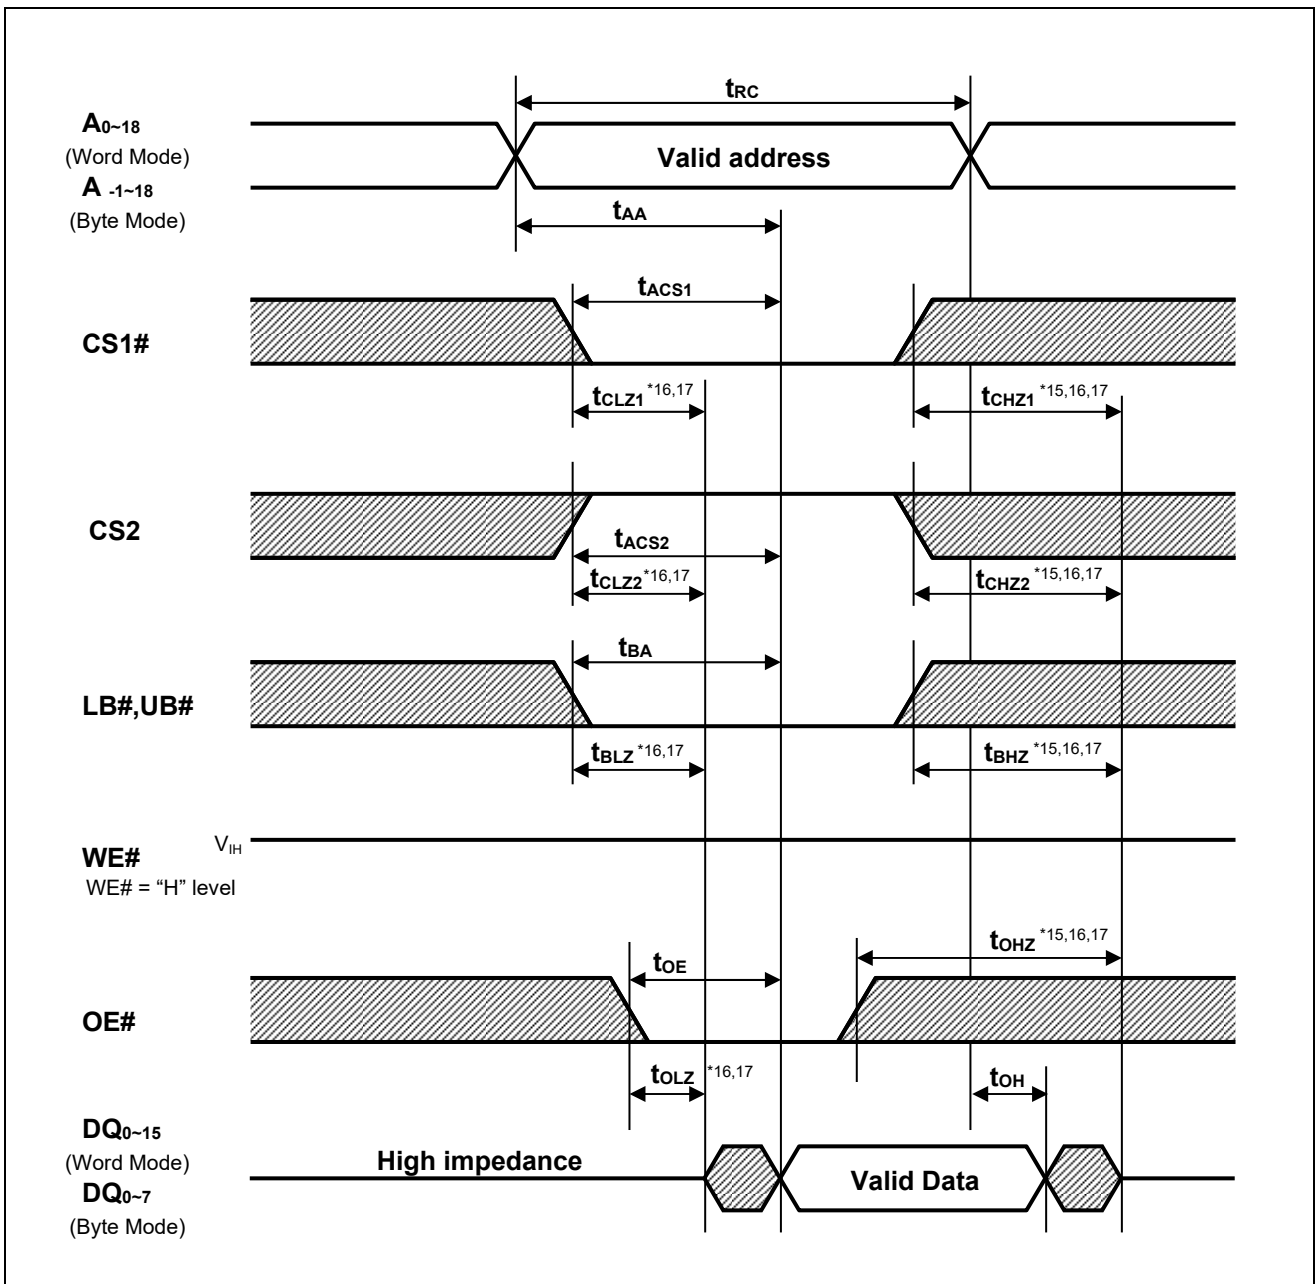 tRC
A0~18
(Word Mode)
Valid address
A -1~18
(Byte Mode)
tAA
tACS1
CS1#
tCLZ1 *16,17
tCHZ1 *15,16,17
CS2
tACS2
tCLZ2 *16,17
tCHZ2 *15,16,17
tBA
LB#,UB#
tBLZ *16,17
tBHZ *15,16,17
VIH
WE#
WE# = “H” level
tOHZ *15,16,17
tOE
OE#
tOLZ *16,17
tOH
DQ0~15
(Word Mode)
High impedance
Valid Data
DQ0~7
(Byte Mode)